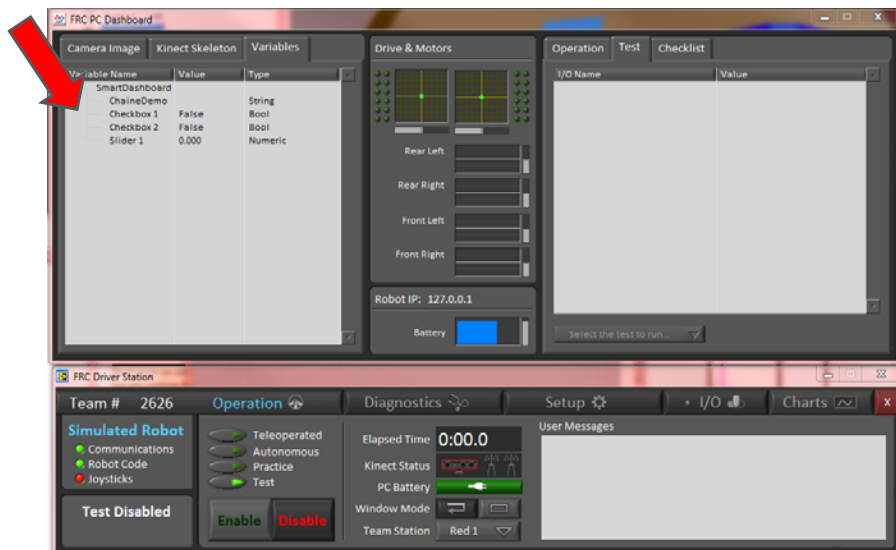 FRC PC Dashboard
Camera Image Kinect Skeleton Variables
Variable Name Value Type
SmartDashboard
ChaineDemo String
Checkbox 1 False Bool
Checkbox 2 False Bool
Slider 1 0.000 Numeric
Drive & Motors
Rear Left
Rear Right
Front Left
Front Right
Robot IP: 127.0.0.1
Battery
Operation Test Checklist
I/O Name Value
Select the test to run...
FRC Driver Station
Team # 2626 Operation Diagnostics Setup I/O Charts x
Simulated Robot
Communications
Robot Code
Joysticks
Test Disabled
Teleoperated
Autonomous
Practice
Test
Enable Disable
Elapsed Time 0:00.0
Kinect Status
PC Battery
Window Mode
Team Station Red 1
User Messages